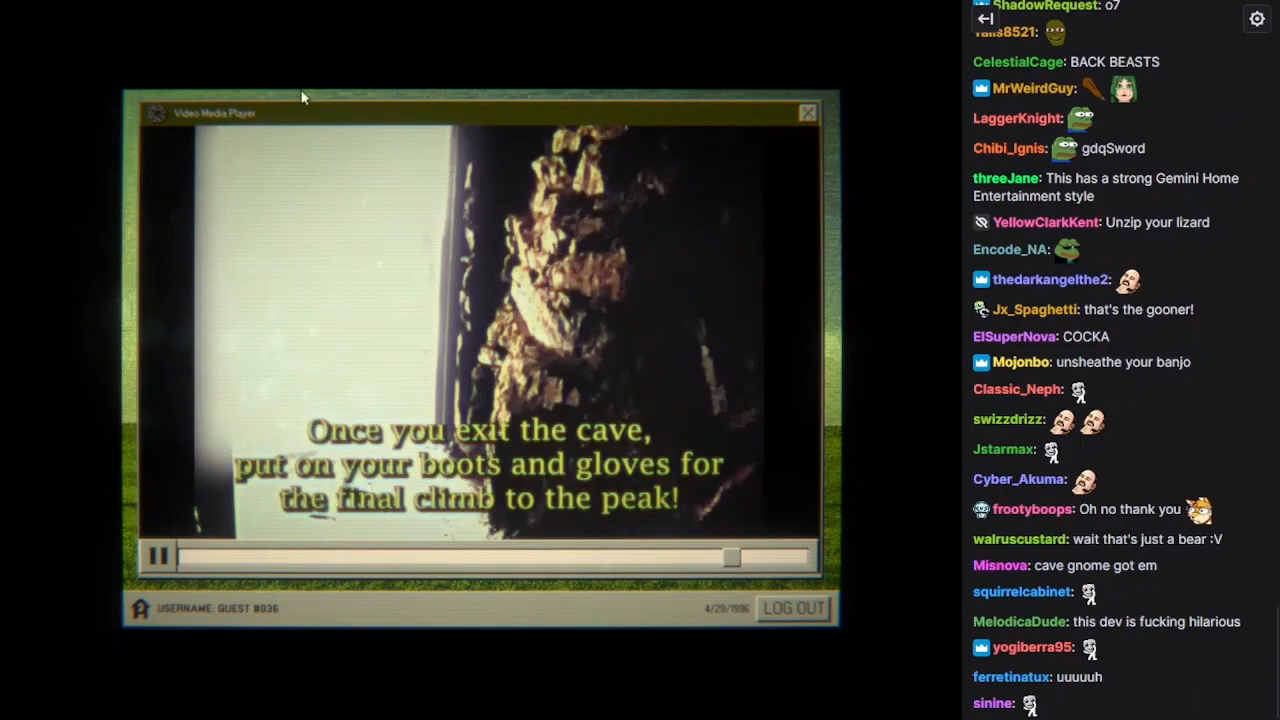 Video Media Player
Once you exit the cave,
put on your boots and gloves for
the final climb to the peak!
USERNAME: GUEST #036
4/29/1996
LOG OUT
ShadowRequest: o7
Tails8521:
CelestialCage: BACK BEASTS
MrWeirdGuy:
LaggerKnight:
Chibi_Ignis: gdqSword
threeJane: This has a strong Gemini Home
Entertainment style
YellowClarkKent: Unzip your lizard
Encode_NA:
thedarkangelthe2:
Jx_Spaghetti: that's the gooner!
ElSuperNova: COCKA
Mojonbo: unsheathe your banjo
Classic_Neph:
swizzdrizz:
Jstarmax:
Cyber_Akuma:
frootyboops: Oh no thank you
walruscustard: wait that's just a bear :V
Misnova: cave gnome got em
squirrelcabinet:
MelodicaDude: this dev is fucking hilarious
yogiberra95:
ferretinatux: uuuuuh
sinine: